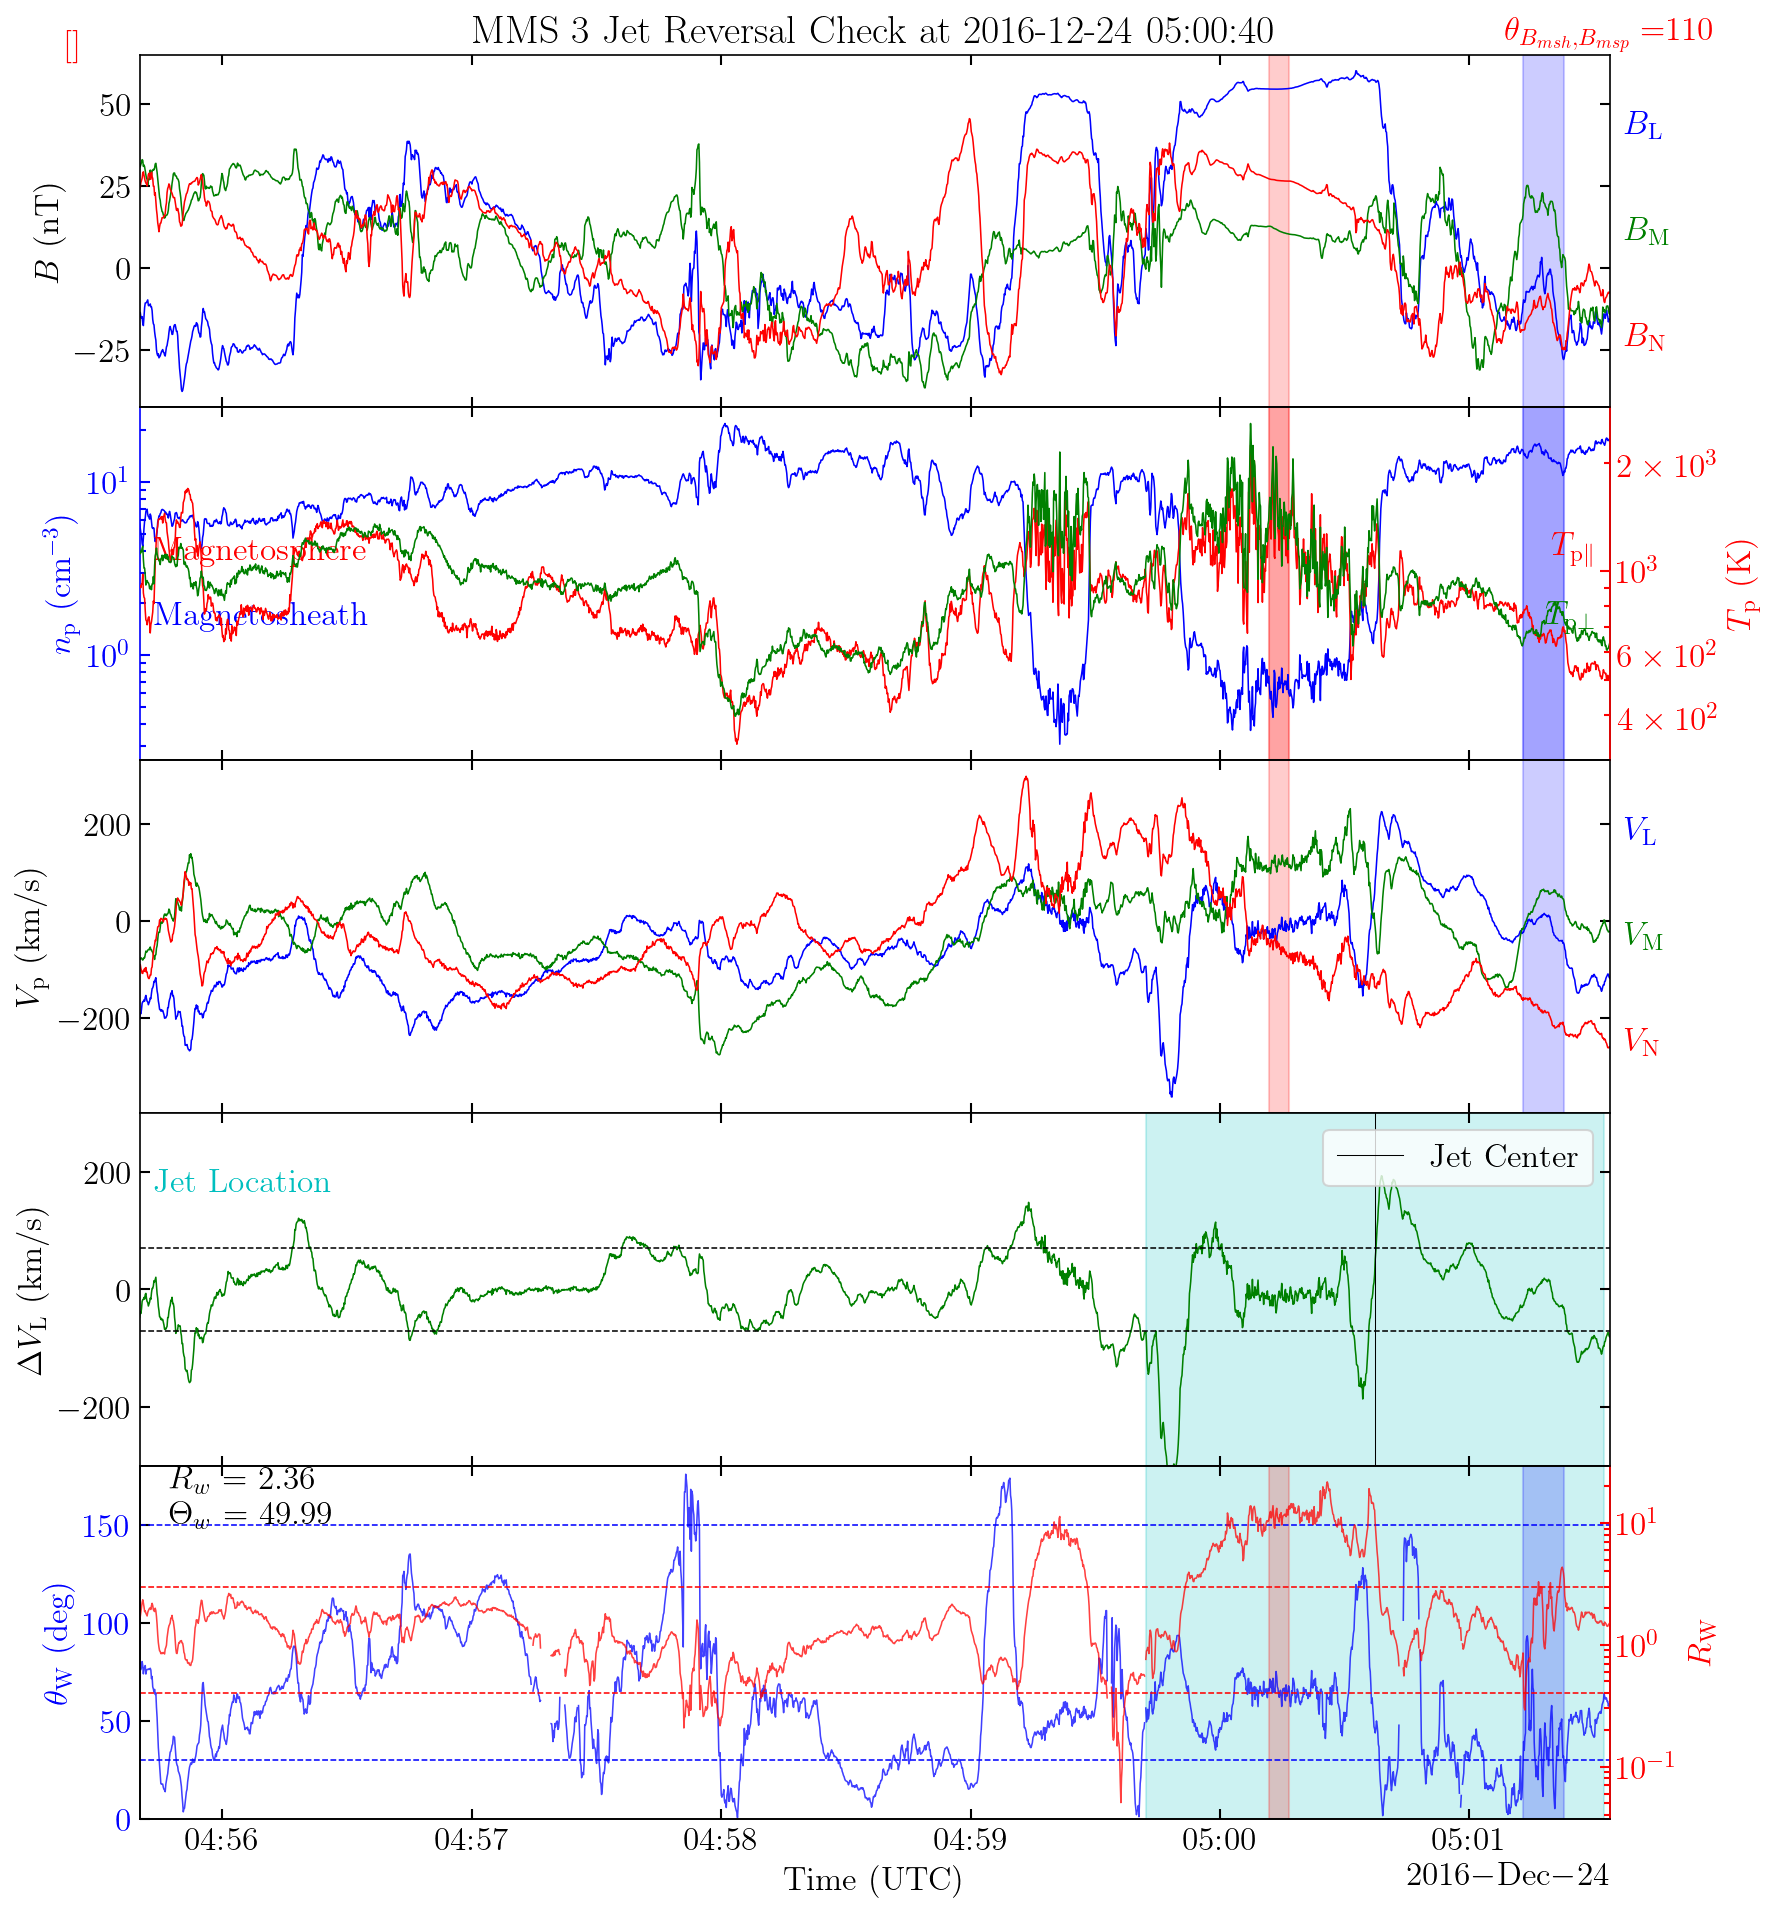 MMS 3 Jet Reversal Check at 2016-12-24 05:00:40
θ_{B_{msh},B_{msp}} =110
[]
B (nT)
50
25
0
−25
B_L
B_M
B_N
n_p (cm^{−3})
10^1
10^0
Magnetosphere
Magnetosheath
2 × 10^3
10^3
6 × 10^2
4 × 10^2
T_{p∥}
T_{p⊥}
T_p (K)
V_p (km/s)
200
0
−200
V_L
V_M
V_N
ΔV_L (km/s)
200
0
−200
Jet Location
Jet Center
R_w = 2.36
Θ_w = 49.99
θ_W (deg)
150
100
50
0
10^1
10^0
10^{−1}
R_W
04:56
04:57
04:58
04:59
05:00
05:01
Time (UTC)
2016−Dec−24